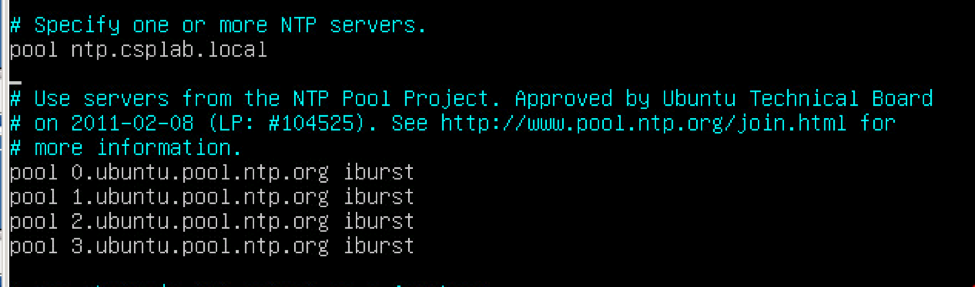 # Specify one or more NTP servers.
pool ntp.csplab.local
# Use servers from the NTP Pool Project. Approved by Ubuntu Technical Board
# on 2011-02-08 (LP: #104525). See http://www.pool.ntp.org/join.html for
# more information.
pool 0.ubuntu.pool.ntp.org iburst
pool 1.ubuntu.pool.ntp.org iburst
pool 2.ubuntu.pool.ntp.org iburst
pool 3.ubuntu.pool.ntp.org iburst